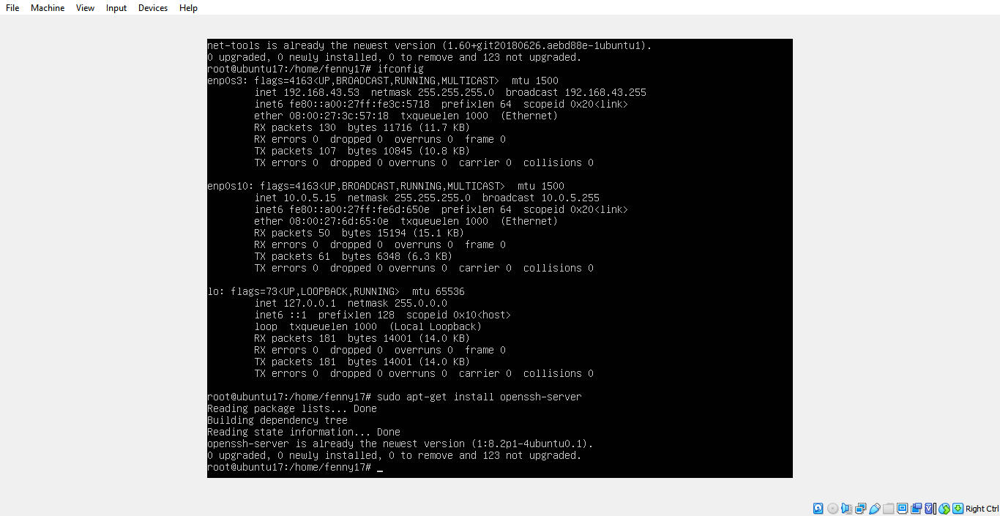 File Machine View Input Devices Help
net-tools is already the newest version (1.60+git20180626.aebd88e-1ubuntu1).
0 upgraded, 0 newly installed, 0 to remove and 123 not upgraded.
root@ubuntu17:/home/fenny17# ifconfig
enp0s3: flags=4163<UP,BROADCAST,RUNNING,MULTICAST>  mtu 1500
        inet 192.168.43.53  netmask 255.255.255.0  broadcast 192.168.43.255
        inet6 fe80::a00:27ff:fe3c:5718  prefixlen 64  scopeid 0x20<link>
        ether 08:00:27:3c:57:18  txqueuelen 1000  (Ethernet)
        RX packets 130  bytes 11716 (11.7 KB)
        RX errors 0  dropped 0  overruns 0  frame 0
        TX packets 107  bytes 10845 (10.8 KB)
        TX errors 0  dropped 0 overruns 0  carrier 0  collisions 0
enp0s10: flags=4163<UP,BROADCAST,RUNNING,MULTICAST>  mtu 1500
        inet 10.0.5.15  netmask 255.255.255.0  broadcast 10.0.5.255
        inet6 fe80::a00:27ff:fe6d:650e  prefixlen 64  scopeid 0x20<link>
        ether 08:00:27:6d:65:0e  txqueuelen 1000  (Ethernet)
        RX packets 50  bytes 15194 (15.1 KB)
        RX errors 0  dropped 0  overruns 0  frame 0
        TX packets 61  bytes 6348 (6.3 KB)
        TX errors 0  dropped 0 overruns 0  carrier 0  collisions 0
lo: flags=73<UP,LOOPBACK,RUNNING>  mtu 65536
        inet 127.0.0.1  netmask 255.0.0.0
        inet6 ::1  prefixlen 128  scopeid 0x10<host>
        loop  txqueuelen 1000  (Local Loopback)
        RX packets 181  bytes 14001 (14.0 KB)
        RX errors 0  dropped 0  overruns 0  frame 0
        TX packets 181  bytes 14001 (14.0 KB)
        TX errors 0  dropped 0 overruns 0  carrier 0  collisions 0
root@ubuntu17:/home/fenny17# sudo apt-get install openssh-server
Reading package lists... Done
Building dependency tree
Reading state information... Done
openssh-server is already the newest version (1:8.2p1-4ubuntu0.1).
0 upgraded, 0 newly installed, 0 to remove and 123 not upgraded.
root@ubuntu17:/home/fenny17# _
Right Ctrl